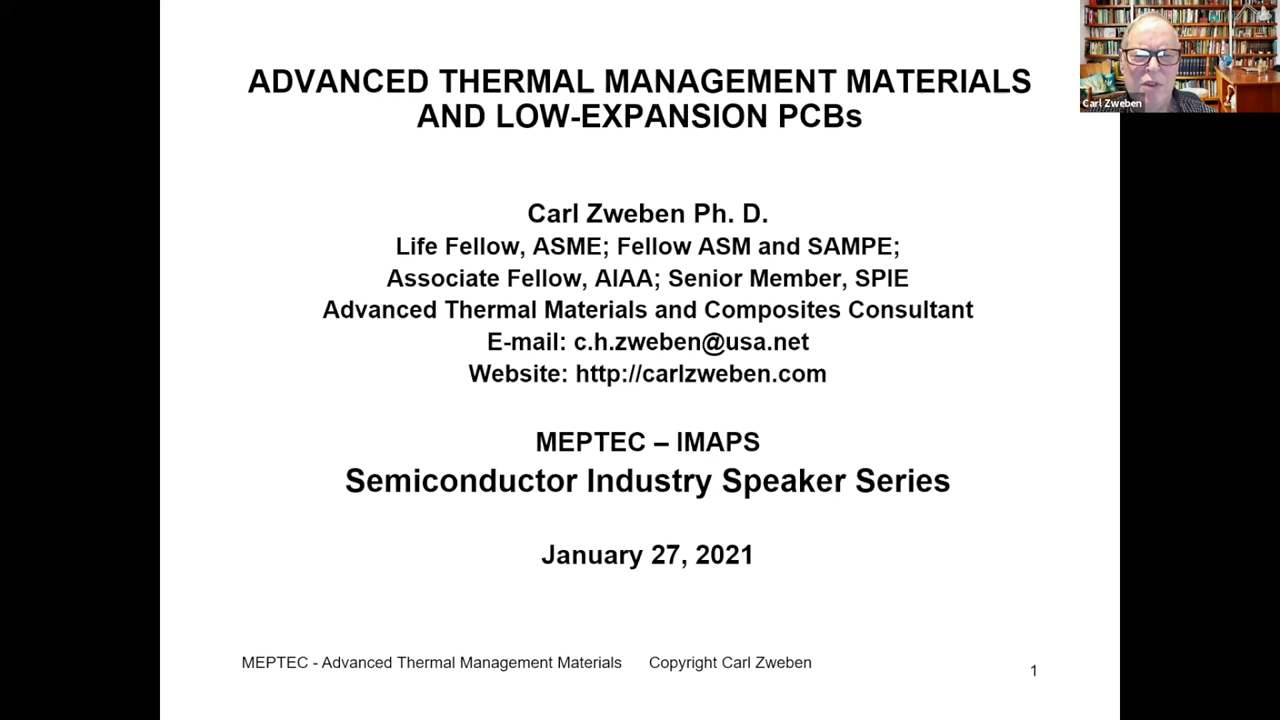 ADVANCED THERMAL MANAGEMENT MATERIALS
AND LOW-EXPANSION PCBs
Carl Zweben Ph. D.
Life Fellow, ASME; Fellow ASM and SAMPE;
Associate Fellow, AIAA; Senior Member, SPIE
Advanced Thermal Materials and Composites Consultant
E-mail: c.h.zweben@usa.net
Website: http://carlzweben.com
MEPTEC – IMAPS
Semiconductor Industry Speaker Series
January 27, 2021
MEPTEC - Advanced Thermal Management Materials Copyright Carl Zweben
1
Carl Zweben